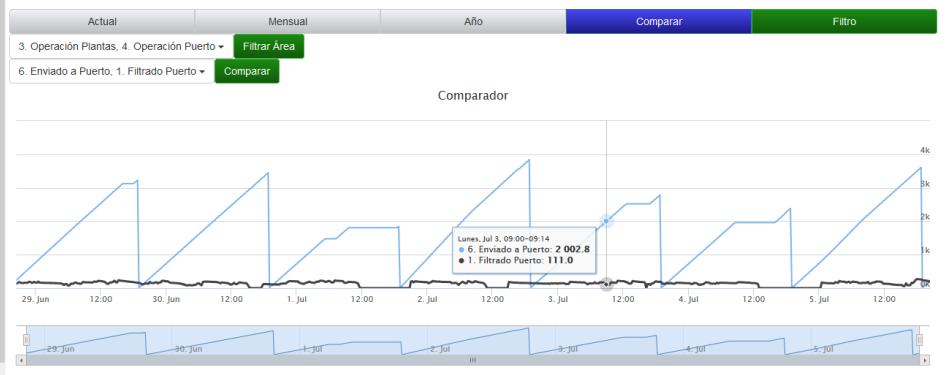 Actual Mensual Año Comparar Filtro
3. Operación Plantas, 4. Operación Puerto Filtrar Área
6. Enviado a Puerto, 1. Filtrado Puerto Comparar
Comparador
4k
3k
2k
1k
0k
Lunes, Jul 3, 09:00-09:14
6. Enviado a Puerto: 2 002.8
1. Filtrado Puerto: 111.0
29. Jun 12:00 30. Jun 12:00 1. Jul 12:00 2. Jul 12:00 3. Jul 12:00 4. Jul 12:00 5. Jul 12:00
29. Jun 30. Jun 1. Jul 2. Jul 3. Jul 4. Jul 5. Jul